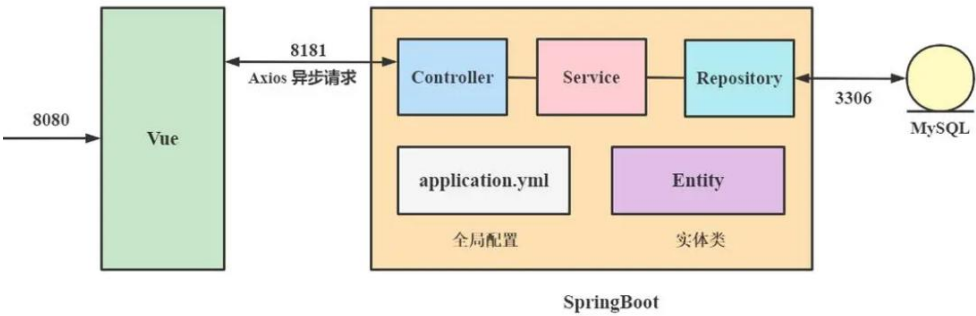 8080
Vue
8181
Axios 异步请求
Controller
Service
Repository
3306
MySQL
application.yml
Entity
全局配置
实体类
SpringBoot